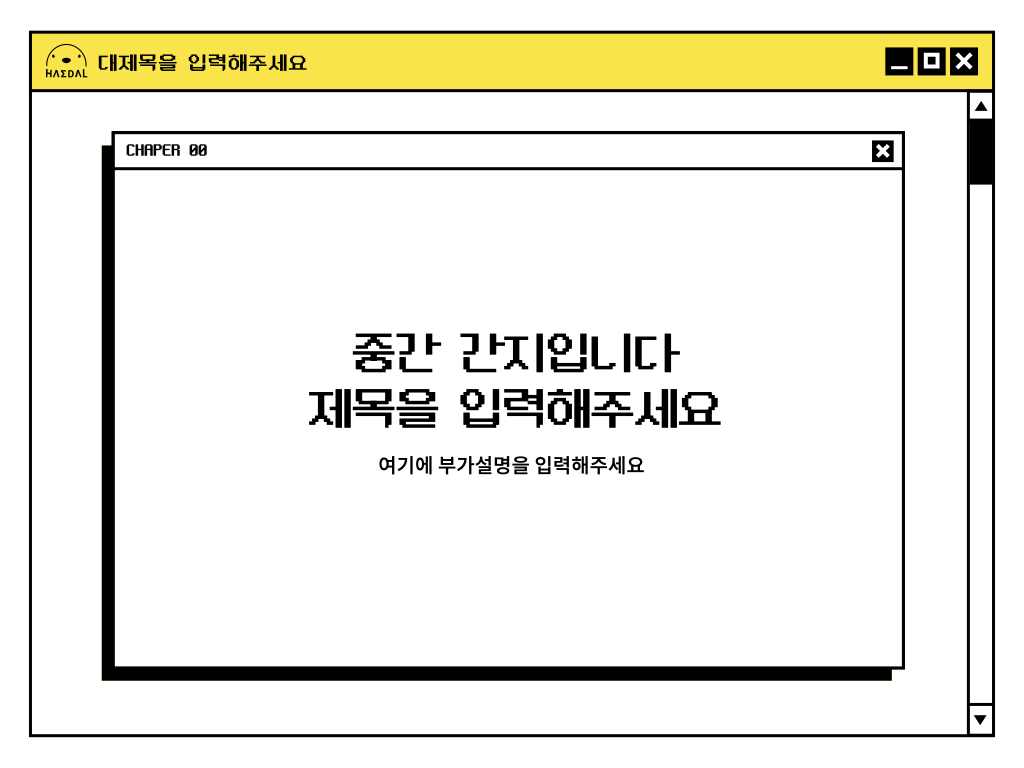 HΛΣDΛL
대제목을 입력해주세요
CHAPER 00
중간 간지입니다
제목을 입력해주세요
여기에 부가설명을 입력해주세요